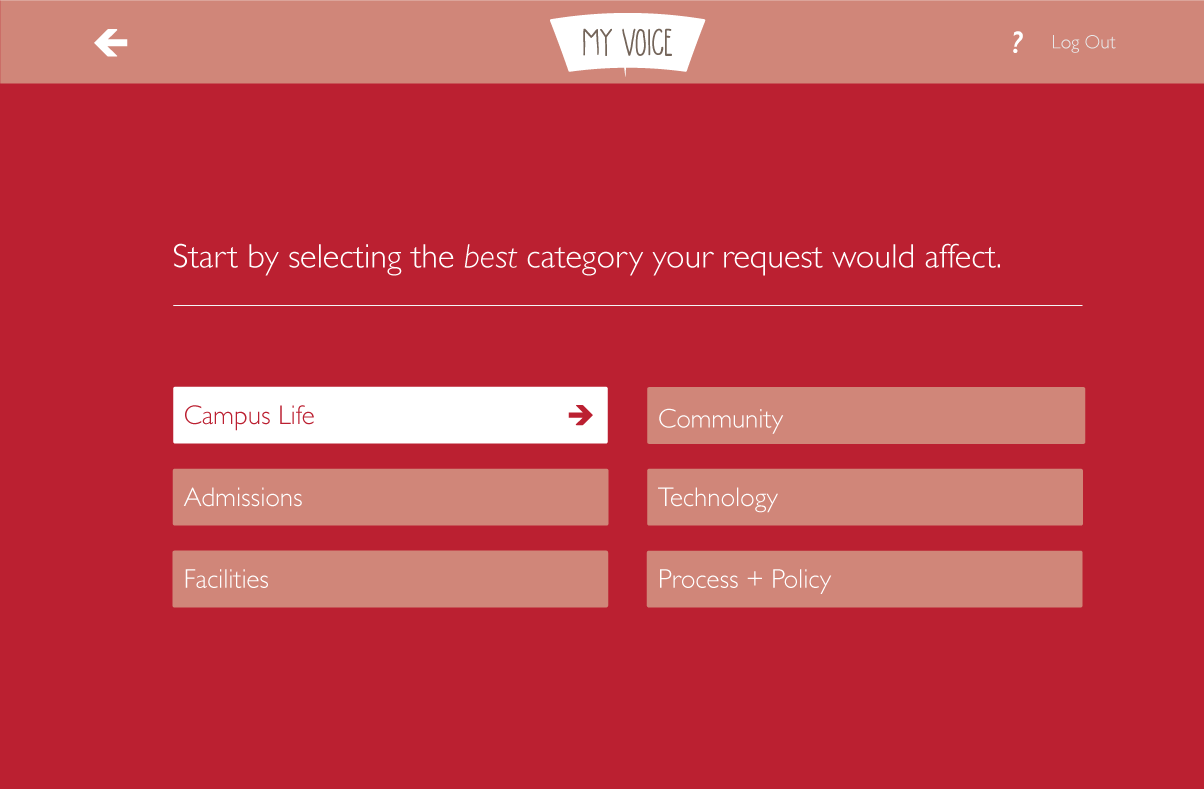 MY VOICE
?
Log Out
Start by selecting the best category your request would affect.
Campus Life
Community
Admissions
Technology
Facilities
Process + Policy